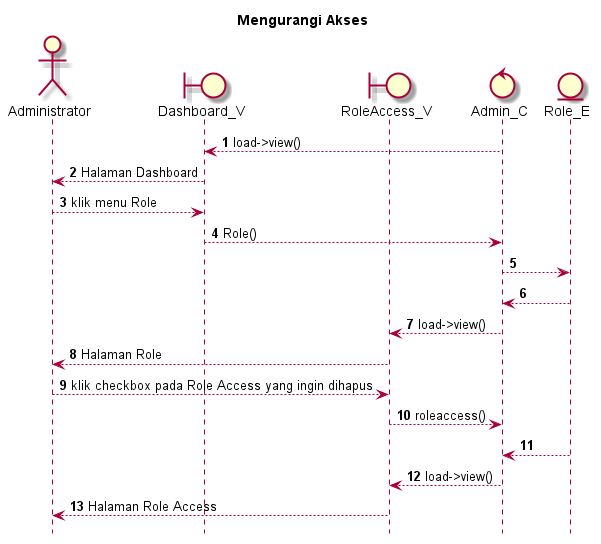 Mengurangi Akses
Administrator
Dashboard_V
RoleAccess_V
Admin_C
Role_E
1 load->view()
2 Halaman Dashboard
3 klik menu Role
4 Role()
5
6
7 load->view()
8 Halaman Role
9 klik checkbox pada Role Access yang ingin dihapus
10 roleaccess()
11
12 load->view()
13 Halaman Role Access